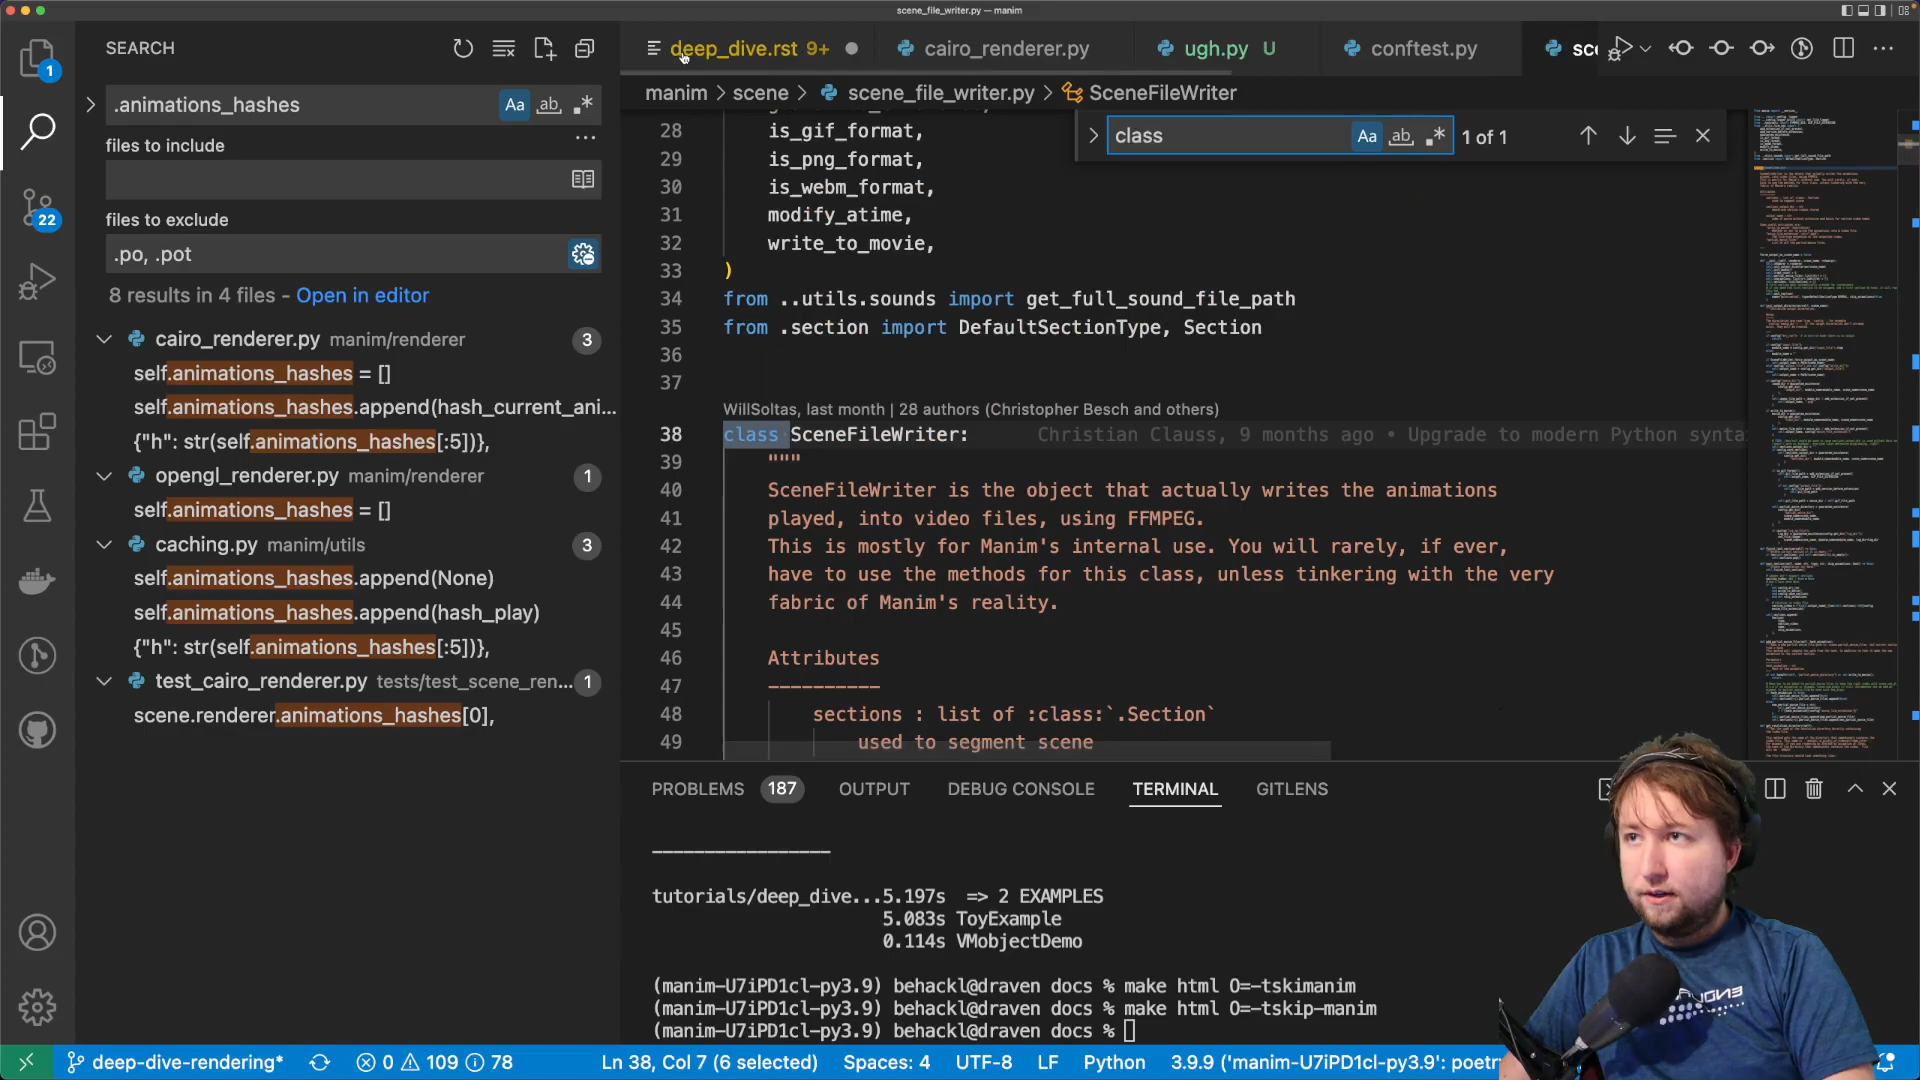 scene_file_writer.py — manim
SEARCH
deep_dive.rst 9+
cairo_renderer.py
ugh.py U
conftest.py
1
.animations_hashes
Aa
ab
files to include
files to exclude
.po, .pot
22
8 results in 4 files - Open in editor
cairo_renderer.py manim/renderer 3
self.animations_hashes = []
self.animations_hashes.append(hash_current_ani...
{"h": str(self.animations_hashes[:5])},
opengl_renderer.py manim/renderer 1
self.animations_hashes = []
caching.py manim/utils 3
self.animations_hashes.append(None)
self.animations_hashes.append(hash_play)
{"h": str(self.animations_hashes[:5])},
test_cairo_renderer.py tests/test_scene_ren... 1
scene.renderer.animations_hashes[0],
manim > scene > scene_file_writer.py > SceneFileWriter
class Aa ab 1 of 1
28 is_gif_format,
29 is_png_format,
30 is_webm_format,
31 modify_atime,
32 write_to_movie,
33 )
34 from ..utils.sounds import get_full_sound_file_path
35 from .section import DefaultSectionType, Section
36
37
WillSoltas, last month | 28 authors (Christopher Besch and others)
38 class SceneFileWriter: Christian Clauss, 9 months ago • Upgrade to modern Python synta
39 """
40 SceneFileWriter is the object that actually writes the animations
41 played, into video files, using FFMPEG.
42 This is mostly for Manim's internal use. You will rarely, if ever,
43 have to use the methods for this class, unless tinkering with the very
44 fabric of Manim's reality.
45
46 Attributes
47 ----------
48 sections : list of :class:`.Section`
49 used to segment scene
PROBLEMS 187 OUTPUT DEBUG CONSOLE TERMINAL GITLENS
tutorials/deep_dive...5.197s => 2 EXAMPLES
5.083s ToyExample
0.114s VMobjectDemo
(manim-U7iPD1cl-py3.9) behackl@draven docs % make html O=-tskimanim
(manim-U7iPD1cl-py3.9) behackl@draven docs % make html O=-tskip-manim
(manim-U7iPD1cl-py3.9) behackl@draven docs %
deep-dive-rendering* 0 109 78 Ln 38, Col 7 (6 selected) Spaces: 4 UTF-8 LF Python 3.9.9 ('manim-U7iPD1cl-py3.9': poetry